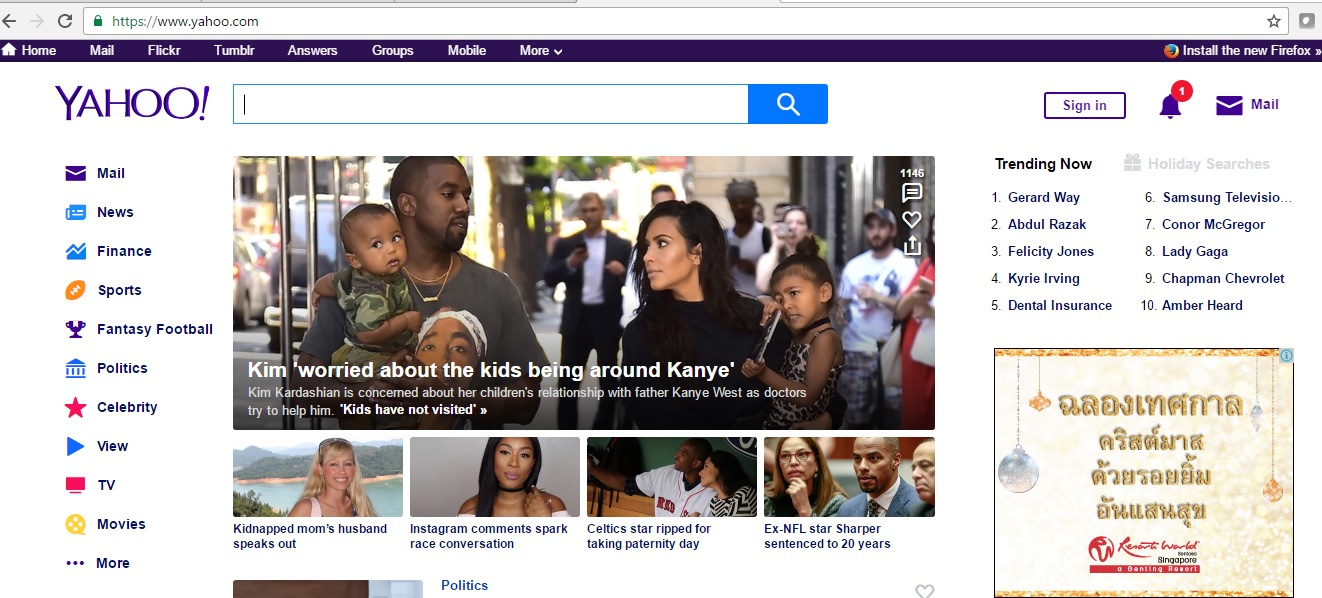 https://www.yahoo.com
Home Mail Flickr Tumblr Answers Groups Mobile More
Install the new Firefox »
YAHOO!
Sign in
1
Mail
Mail
News
Finance
Sports
Fantasy Football
Politics
Celebrity
View
TV
Movies
More
1146
Kim 'worried about the kids being around Kanye'
Kim Kardashian is concerned about her children's relationship with father Kanye West as doctors
try to help him. 'Kids have not visited' »
Kidnapped mom's husband
speaks out
Instagram comments spark
race conversation
Celtics star ripped for
taking paternity day
Ex-NFL star Sharper
sentenced to 20 years
Politics
Trending Now
Holiday Searches
1. Gerard Way
2. Abdul Razak
3. Felicity Jones
4. Kyrie Irving
5. Dental Insurance
6. Samsung Televisio...
7. Conor McGregor
8. Lady Gaga
9. Chapman Chevrolet
10. Amber Heard
ฉลองเทศกาล
คริสต์มาส
ด้วยรอยยิ้ม
อันแสนสุข
Resorts World
Sentosa
Singapore
a Genting Resort